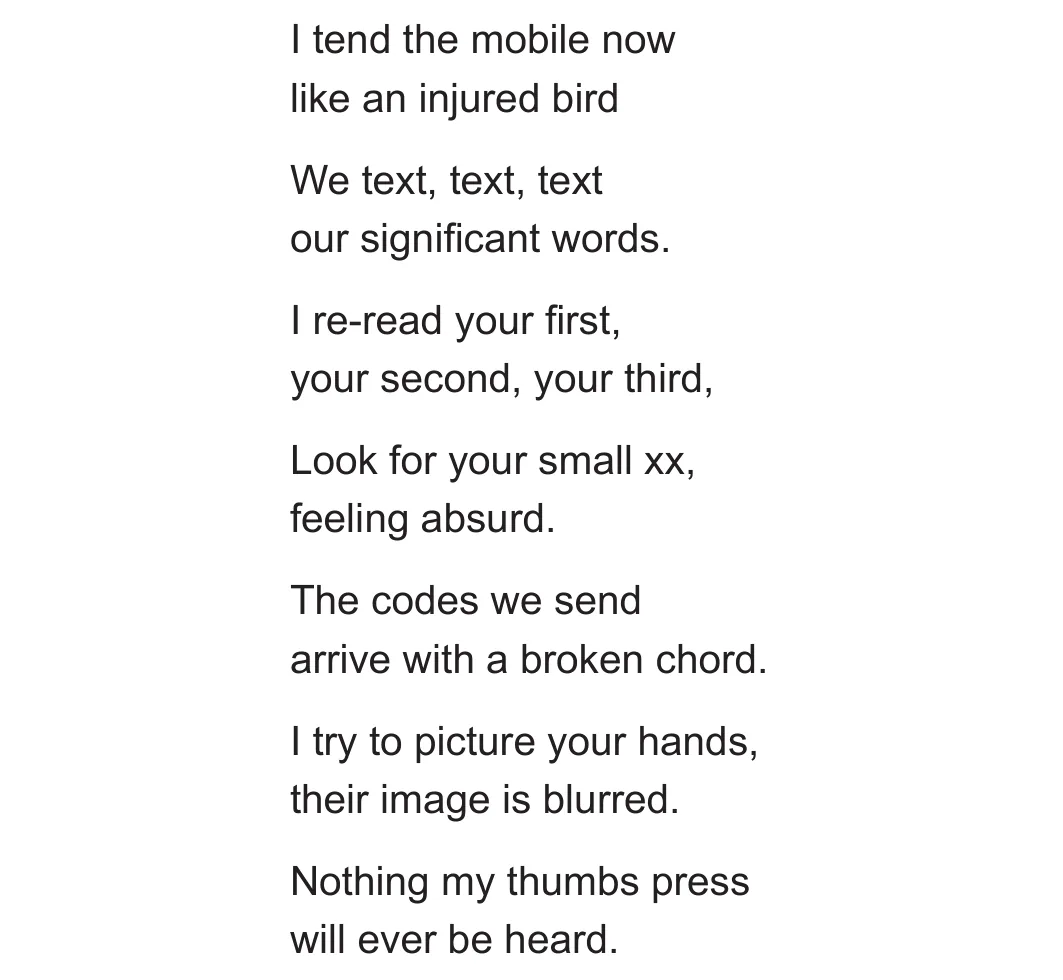 I tend the mobile now
like an injured bird
We text, text, text
our significant words.
I re-read your first,
your second, your third,
Look for your small xx,
feeling absurd.
The codes we send
arrive with a broken chord.
I try to picture your hands,
their image is blurred.
Nothing my thumbs press
will ever be heard.